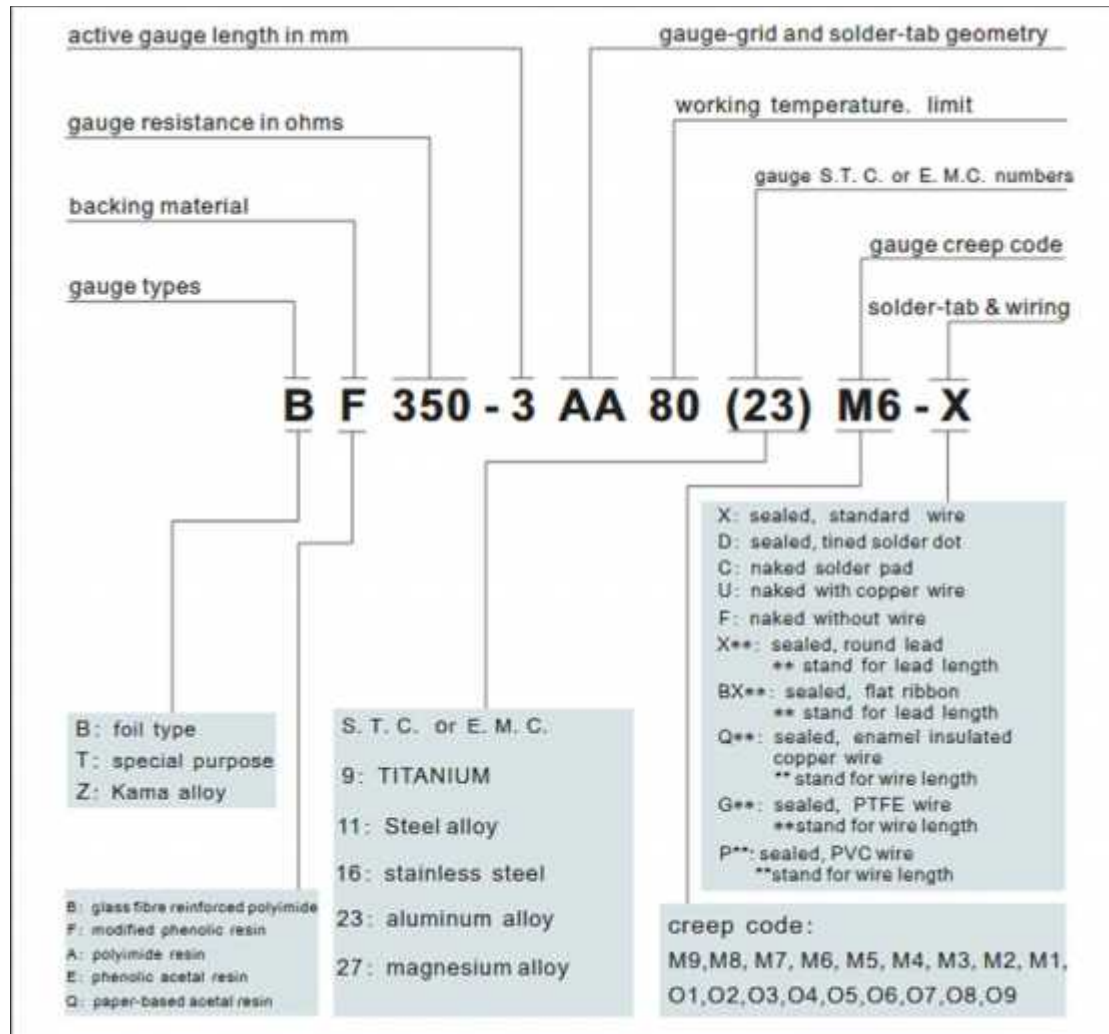 active gauge length in mm
gauge-grid and solder-tab geometry
gauge resistance in ohms
working temperature. limit
gauge S.T. C. or E. M.C. numbers
backing material
gauge creep code
gauge types
solder-tab & wiring
B F 350 - 3 AA 80 (23) M6 - X
B: foil type
T: special purpose
Z: Kama alloy
B: glass fibre reinforced polyimide
F: modified phenolic resin
A: polyimide resin
E: phenolic acetal resin
Q: paper-based acetal resin
S. T. C. or E. M. C.
9: TITANIUM
11: Steel alloy
16: stainless steel
23: aluminum alloy
27: magnesium alloy
X: sealed, standard wire
D: sealed, tined solder dot
C: naked solder pad
U: naked with copper wire
F: naked without wire
X**: sealed, round lead
** stand for lead length
BX**: sealed, flat ribbon
** stand for lead length
Q**: sealed, enamel insulated
copper wire
** stand for wire length
G**: sealed, PTFE wire
**stand for wire length
P**: sealed, PVC wire
**stand for wire length
creep code:
M9,M8, M7, M6, M5, M4, M3, M2, M1,
O1,O2,O3,O4,O5,O6,O7,O8,O9